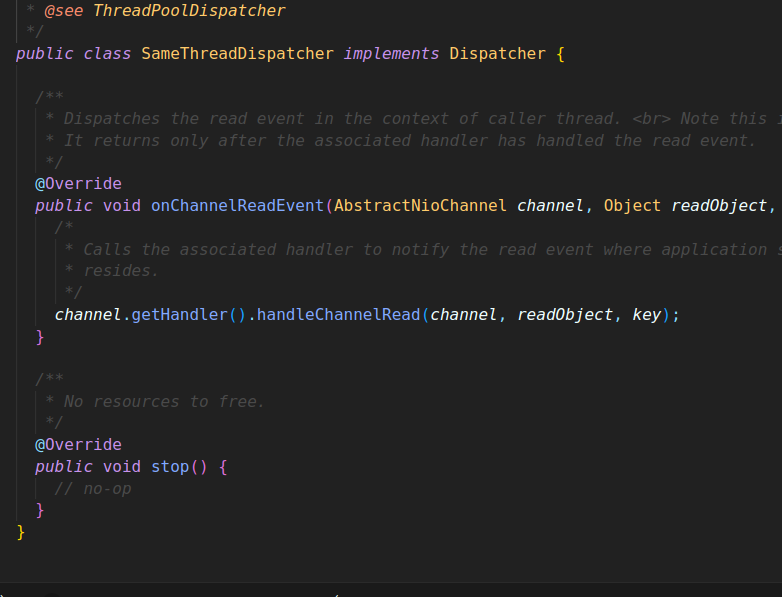 * @see ThreadPoolDispatcher
*/
public class SameThreadDispatcher implements Dispatcher {
/**
* Dispatches the read event in the context of caller thread. <br> Note this
* It returns only after the associated handler has handled the read event.
*/
@Override
public void onChannelReadEvent(AbstractNioChannel channel, Object readObject,
/*
* Calls the associated handler to notify the read event where application
* resides.
*/
channel.getHandler().handleChannelRead(channel, readObject, key);
}
/**
* No resources to free.
*/
@Override
public void stop() {
// no-op
}
}